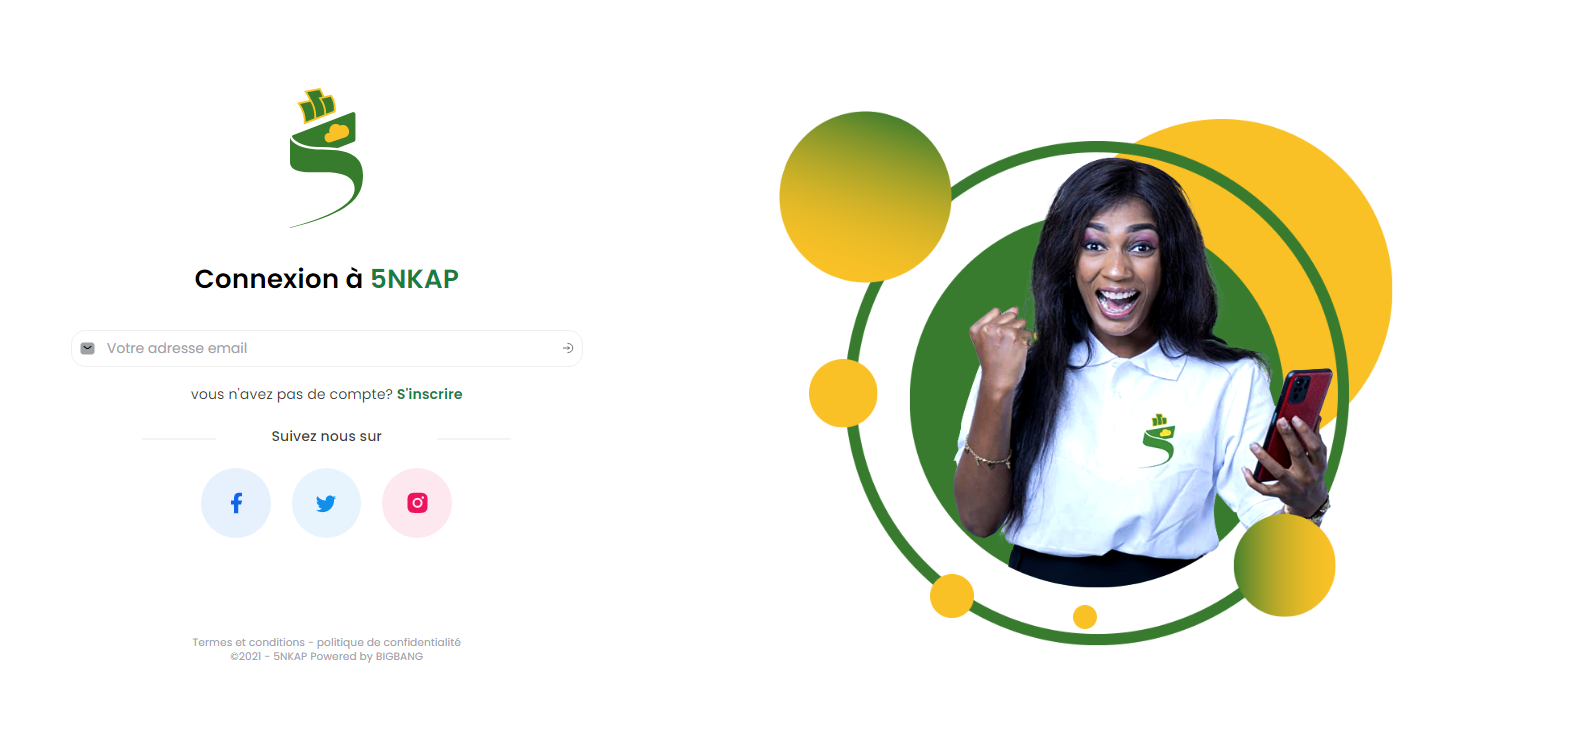 Connexion à 5NKAP
Votre adresse email
vous n'avez pas de compte? S'inscrire
Suivez nous sur
Termes et conditions - politique de confidentialité
©2021 - 5NKAP Powered by BIGBANG